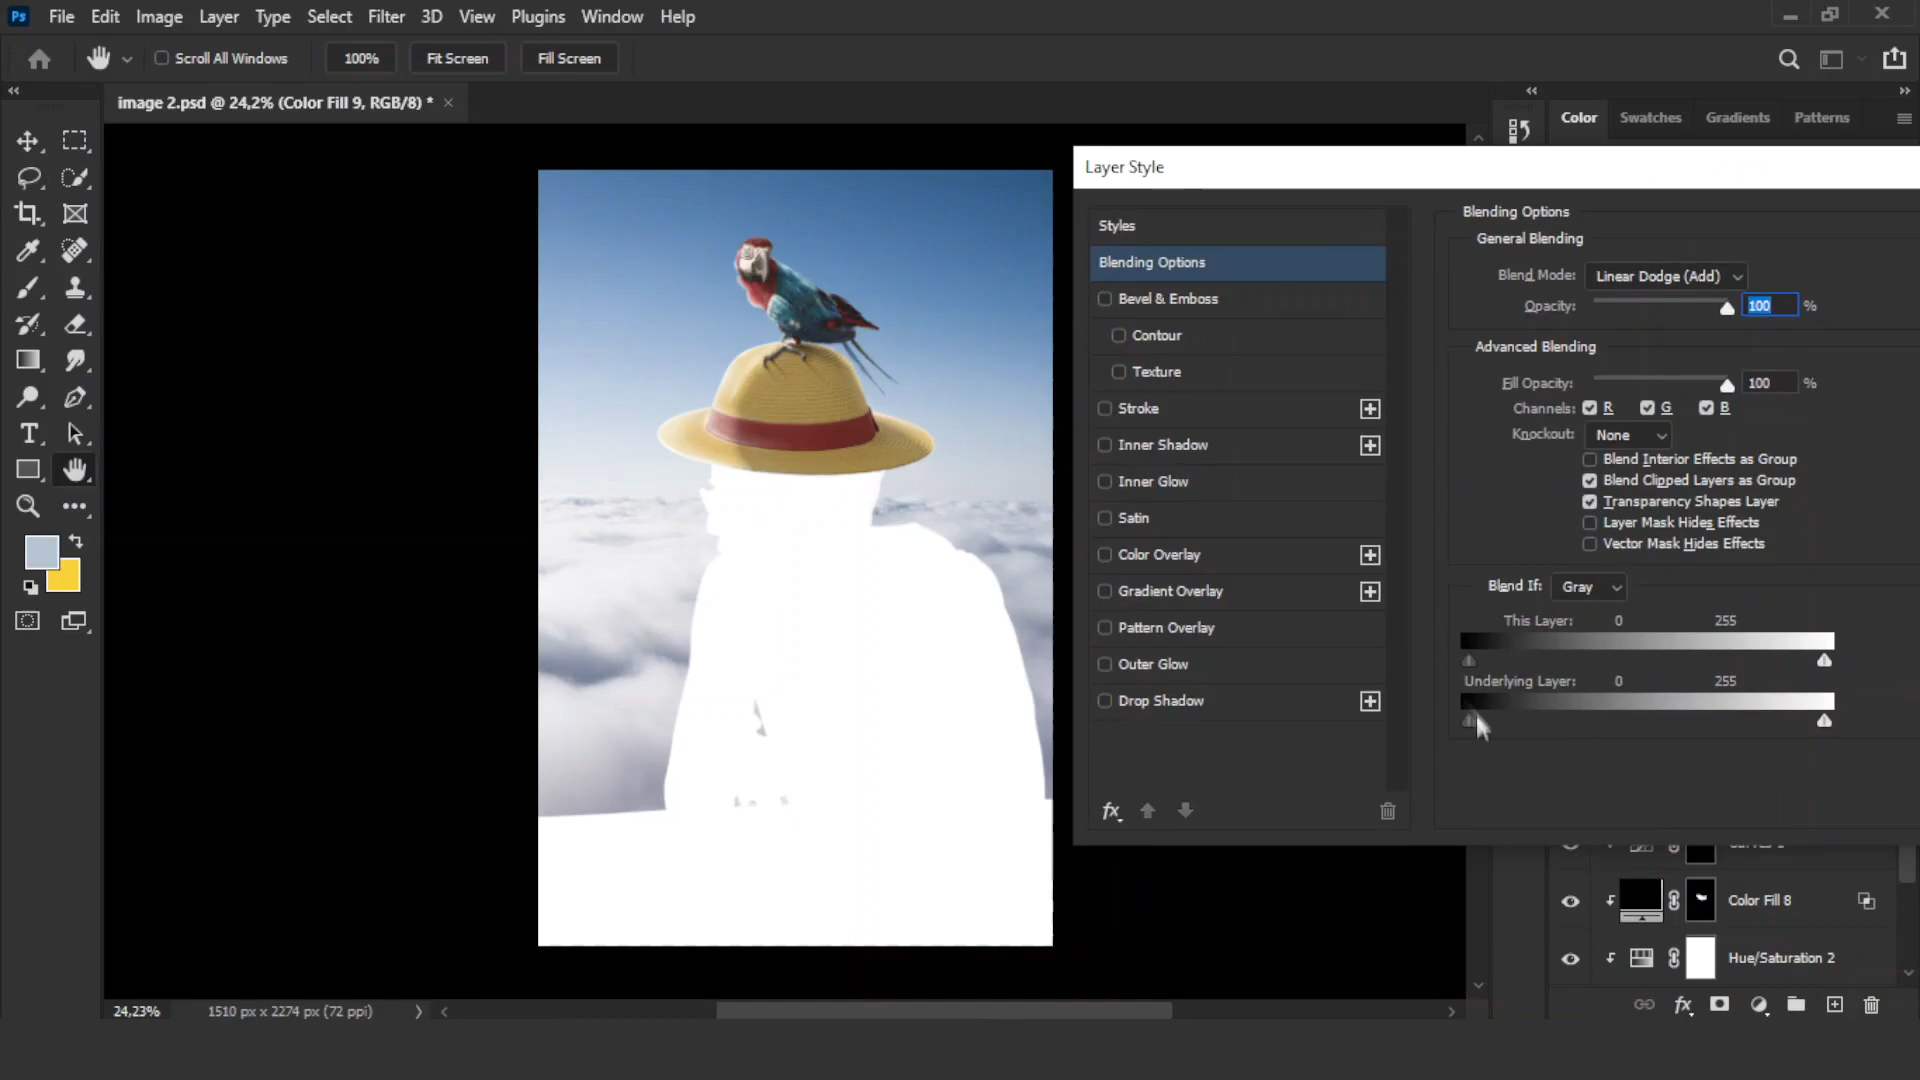 Ps File Edit Image Layer Type Select Filter 3D View Plugins Window Help
Scroll All Windows 100% Fit Screen Fill Screen
image 2.psd @ 24,2% (Color Fill 9, RGB/8) *
Color Swatches Gradients Patterns
Layer Style
Styles
Blending Options
Bevel & Emboss
Contour
Texture
Stroke
Inner Shadow
Inner Glow
Satin
Color Overlay
Gradient Overlay
Pattern Overlay
Outer Glow
Drop Shadow
fx
Blending Options
General Blending
Blend Mode: Linear Dodge (Add)
Opacity: 100 %
Advanced Blending
Fill Opacity: 100 %
Channels: R G B
Knockout: None
Blend Interior Effects as Group
Blend Clipped Layers as Group
Transparency Shapes Layer
Layer Mask Hides Effects
Vector Mask Hides Effects
Blend If: Gray
This Layer: 0 255
Underlying Layer: 0 255
Color Fill 8
Hue/Saturation 2
fx
24,23% 1510 px x 2274 px (72 ppi)